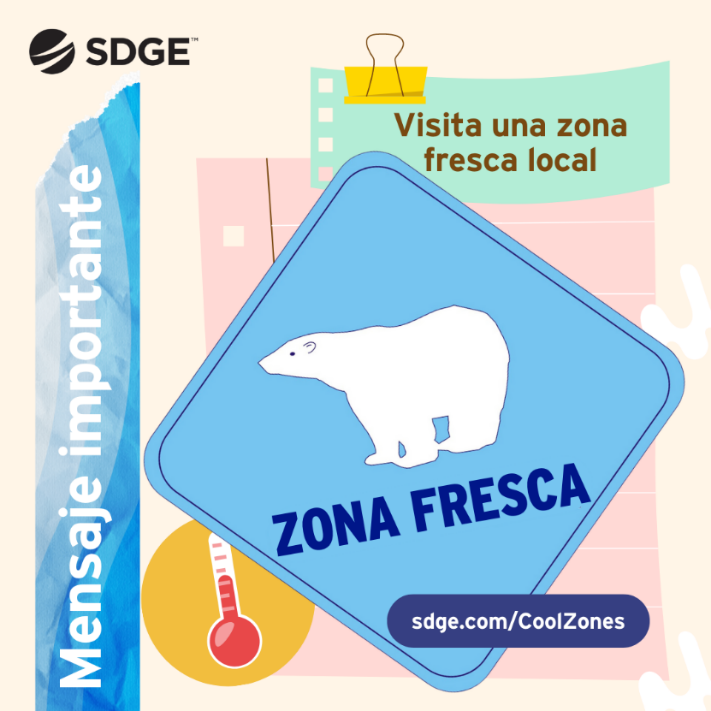 SDGE™
Visita una zona
fresca local
Mensaje importante
ZONA FRESCA
sdge.com/CoolZones